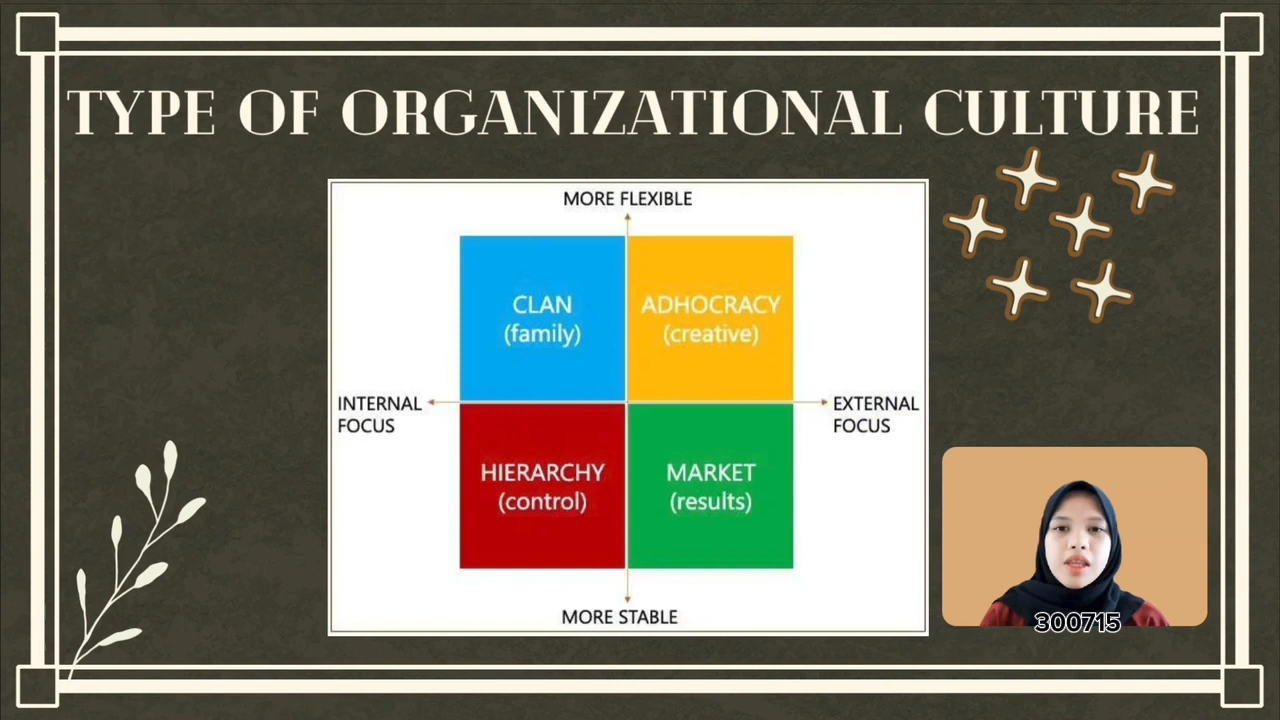 TYPE OF ORGANIZATIONAL CULTURE
MORE FLEXIBLE
CLAN
(family)
ADHOCRACY
(creative)
INTERNAL
FOCUS
EXTERNAL
FOCUS
HIERARCHY
(control)
MARKET
(results)
MORE STABLE
300715